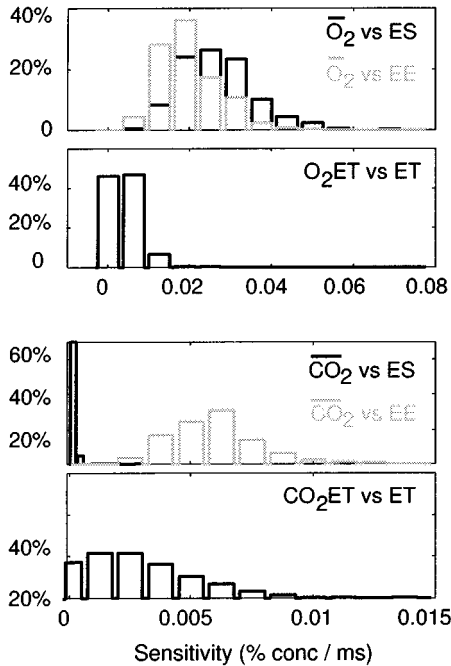 40%
O̅₂ vs ES
20%
O̅₂ vs EE
0
O₂ET vs ET
40%
20%
0
0 0.02 0.04 0.06 0.08
60%
C̅O̅₂ vs ES
C̅O̅₂ vs EE
20%
CO₂ET vs ET
40%
20%
0 0.005 0.01 0.015
Sensitivity (% conc / ms)